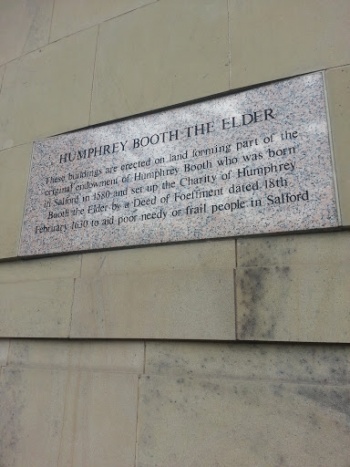 HUMPHREY BOOTH THE ELDER
These buildings are erected on land forming part of the
original endowment of Humphrey Booth who was born
in Salford in 1580 and set up the Charity of Humphrey
Booth the Elder by a Deed of Foeffment dated 18th
February 1630 to aid poor needy or frail people in Salford